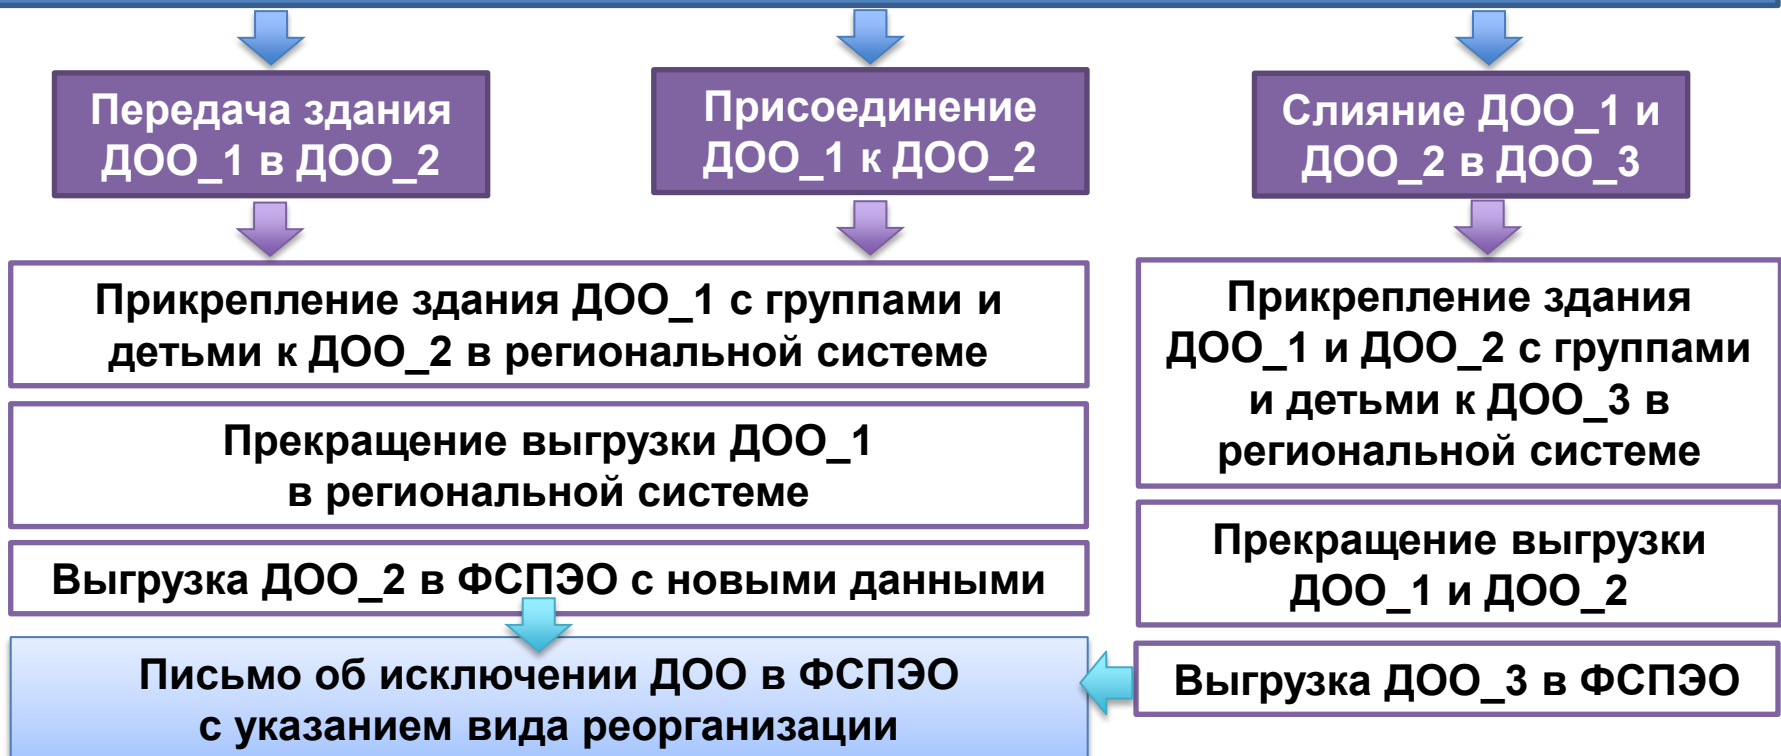 Передача здания
ДОО_1 в ДОО_2
Присоединение
ДОО_1 к ДОО_2
Слияние ДОО_1 и
ДОО_2 в ДОО_3
Прикрепление здания ДОО_1 с группами и
детьми к ДОО_2 в региональной системе
Прекращение выгрузки ДОО_1
в региональной системе
Выгрузка ДОО_2 в ФСПЭО с новыми данными
Прикрепление здания
ДОО_1 и ДОО_2 с группами
и детьми к ДОО_3 в
региональной системе
Прекращение выгрузки
ДОО_1 и ДОО_2
Выгрузка ДОО_3 в ФСПЭО
Письмо об исключении ДОО в ФСПЭО
с указанием вида реорганизации